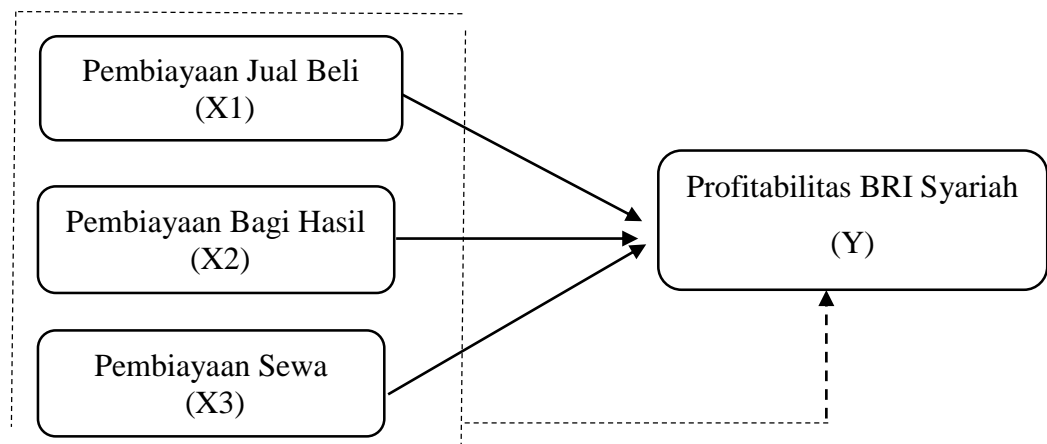 Pembiayaan Jual Beli
(X1)
Pembiayaan Bagi Hasil
(X2)
Pembiayaan Sewa
(X3)
Profitabilitas BRI Syariah
(Y)